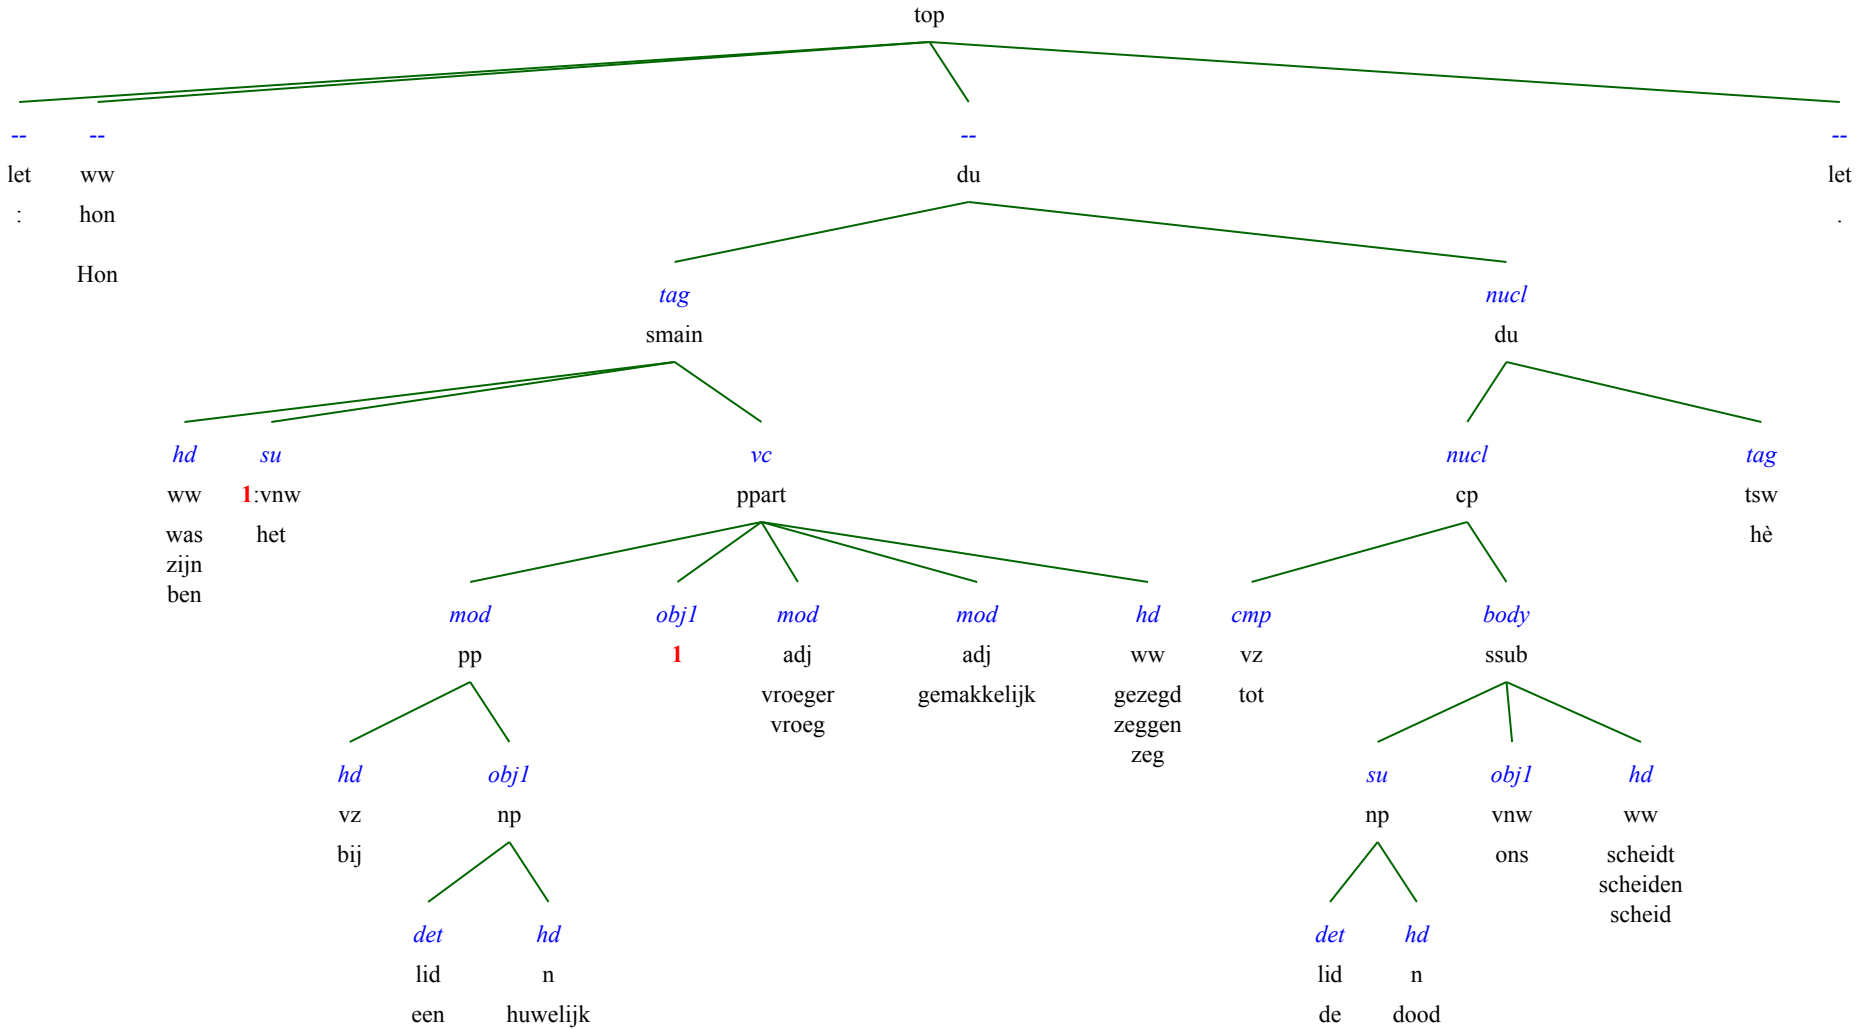 top
-- -- -- --
let ww du let
: hon .
Hon
tag nucl
smain du
hd su vc nucl tag
ww 1:vnw ppart cp tsw
was het hè
zijn
ben
mod obj1 mod mod hd cmp body
pp 1 adj adj ww vz ssub
vroeger gemakkelijk gezegd tot
vroeg zeggen
zeg
hd obj1 su obj1 hd
vz np np vnw ww
bij ons scheidt
scheiden
scheid
det hd det hd
lid n lid n
een huwelijk de dood